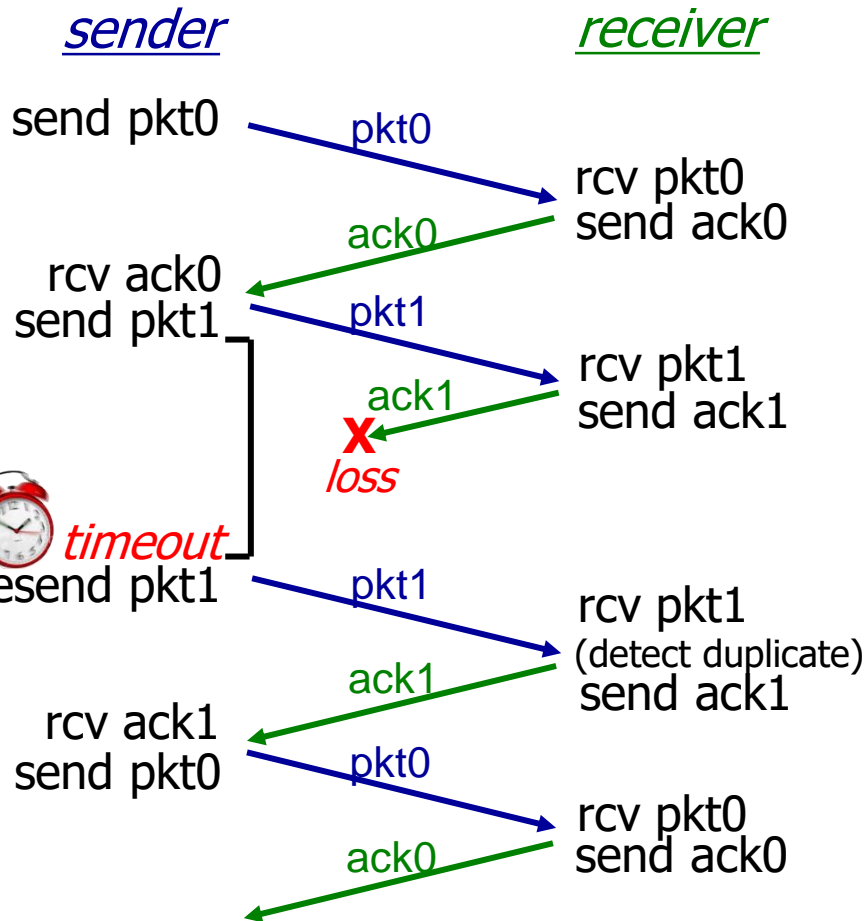 sender
receiver
send pkt0
pkt0
rcv pkt0
send ack0
ack0
rcv ack0
send pkt1
pkt1
rcv pkt1
send ack1
ack1
X
loss
timeout
esend pkt1
pkt1
rcv pkt1
(detect duplicate)
send ack1
ack1
rcv ack1
send pkt0
pkt0
rcv pkt0
send ack0
ack0